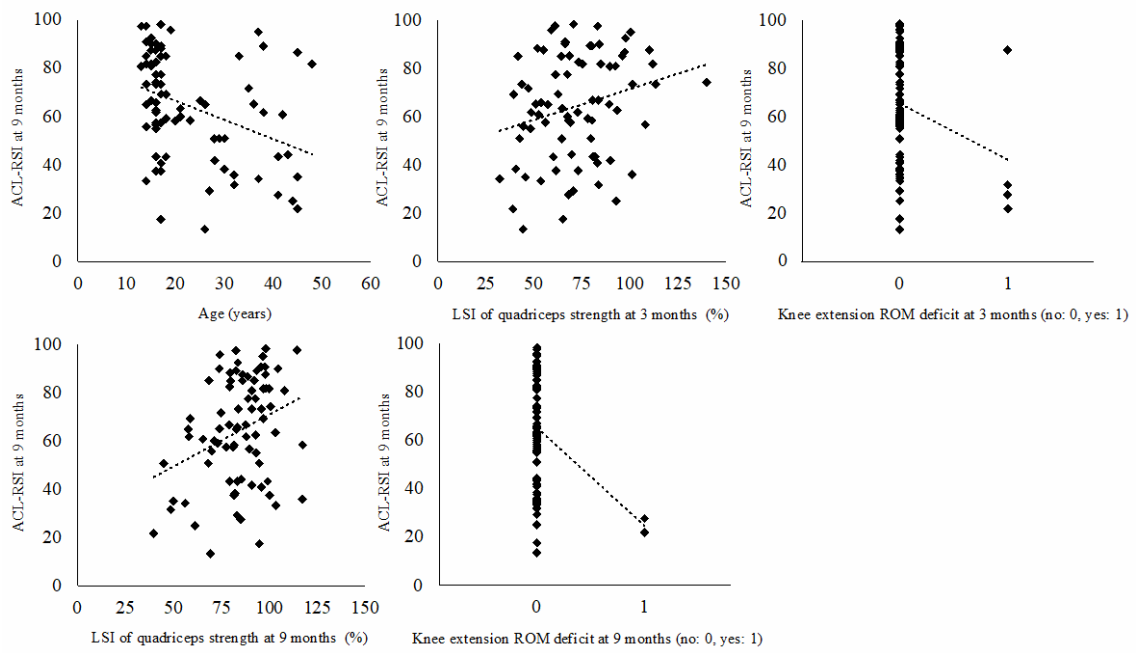 100
80
60
40
20
0
ACL-RSI at 9 months
0 10 20 30 40 50 60
Age (years)
100
80
60
40
20
0
ACL-RSI at 9 months
0 25 50 75 100 125 150
LSI of quadriceps strength at 3 months (%)
100
80
60
40
20
0
ACL-RSI at 9 months
0 1
Knee extension ROM deficit at 3 months (no: 0, yes: 1)
100
80
60
40
20
0
ACL-RSI at 9 months
0 25 50 75 100 125 150
LSI of quadriceps strength at 9 months (%)
100
80
60
40
20
0
ACL-RSI at 9 months
0 1
Knee extension ROM deficit at 9 months (no: 0, yes: 1)